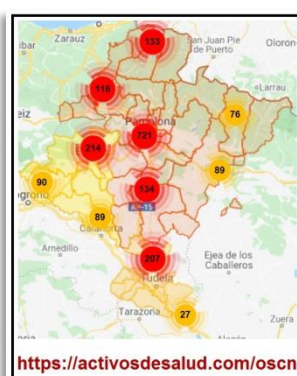 Zarauz
San Juan Pie
de Puerto
Oloron
133
Larrau
116
76
Pamplona
721
214
89
90
134
A-15
89
Calahorra
Arnedillo
207
Ejea de los
Caballeros
Tudela
Tarazona
27
Zuera
https://activosdesalud.com/oscn